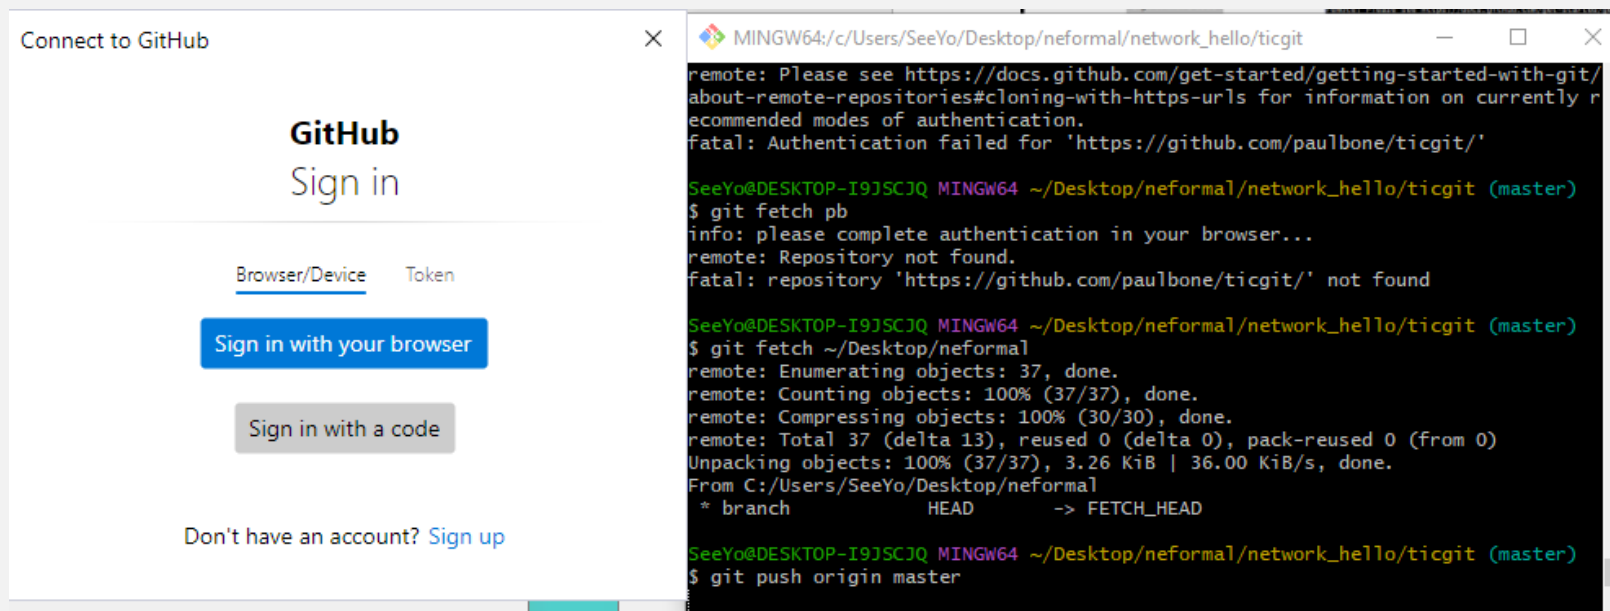 Connect to GitHub
GitHub
Sign in
Browser/Device Token
Sign in with your browser
Sign in with a code
Don't have an account? Sign up
MINGW64:/c/Users/SeeYo/Desktop/neformal/network_hello/ticgit
remote: Please see https://docs.github.com/get-started/getting-started-with-git/
about-remote-repositories#cloning-with-https-urls for information on currently r
ecommended modes of authentication.
fatal: Authentication failed for 'https://github.com/paulbone/ticgit/'
SeeYo@DESKTOP-I9JSCJQ MINGW64 ~/Desktop/neformal/network_hello/ticgit (master)
$ git fetch pb
info: please complete authentication in your browser...
remote: Repository not found.
fatal: repository 'https://github.com/paulbone/ticgit/' not found
SeeYo@DESKTOP-I9JSCJQ MINGW64 ~/Desktop/neformal/network_hello/ticgit (master)
$ git fetch ~/Desktop/neformal
remote: Enumerating objects: 37, done.
remote: Counting objects: 100% (37/37), done.
remote: Compressing objects: 100% (30/30), done.
remote: Total 37 (delta 13), reused 0 (delta 0), pack-reused 0 (from 0)
Unpacking objects: 100% (37/37), 3.26 KiB | 36.00 KiB/s, done.
From C:/Users/SeeYo/Desktop/neformal
* branch HEAD -> FETCH_HEAD
SeeYo@DESKTOP-I9JSCJQ MINGW64 ~/Desktop/neformal/network_hello/ticgit (master)
$ git push origin master